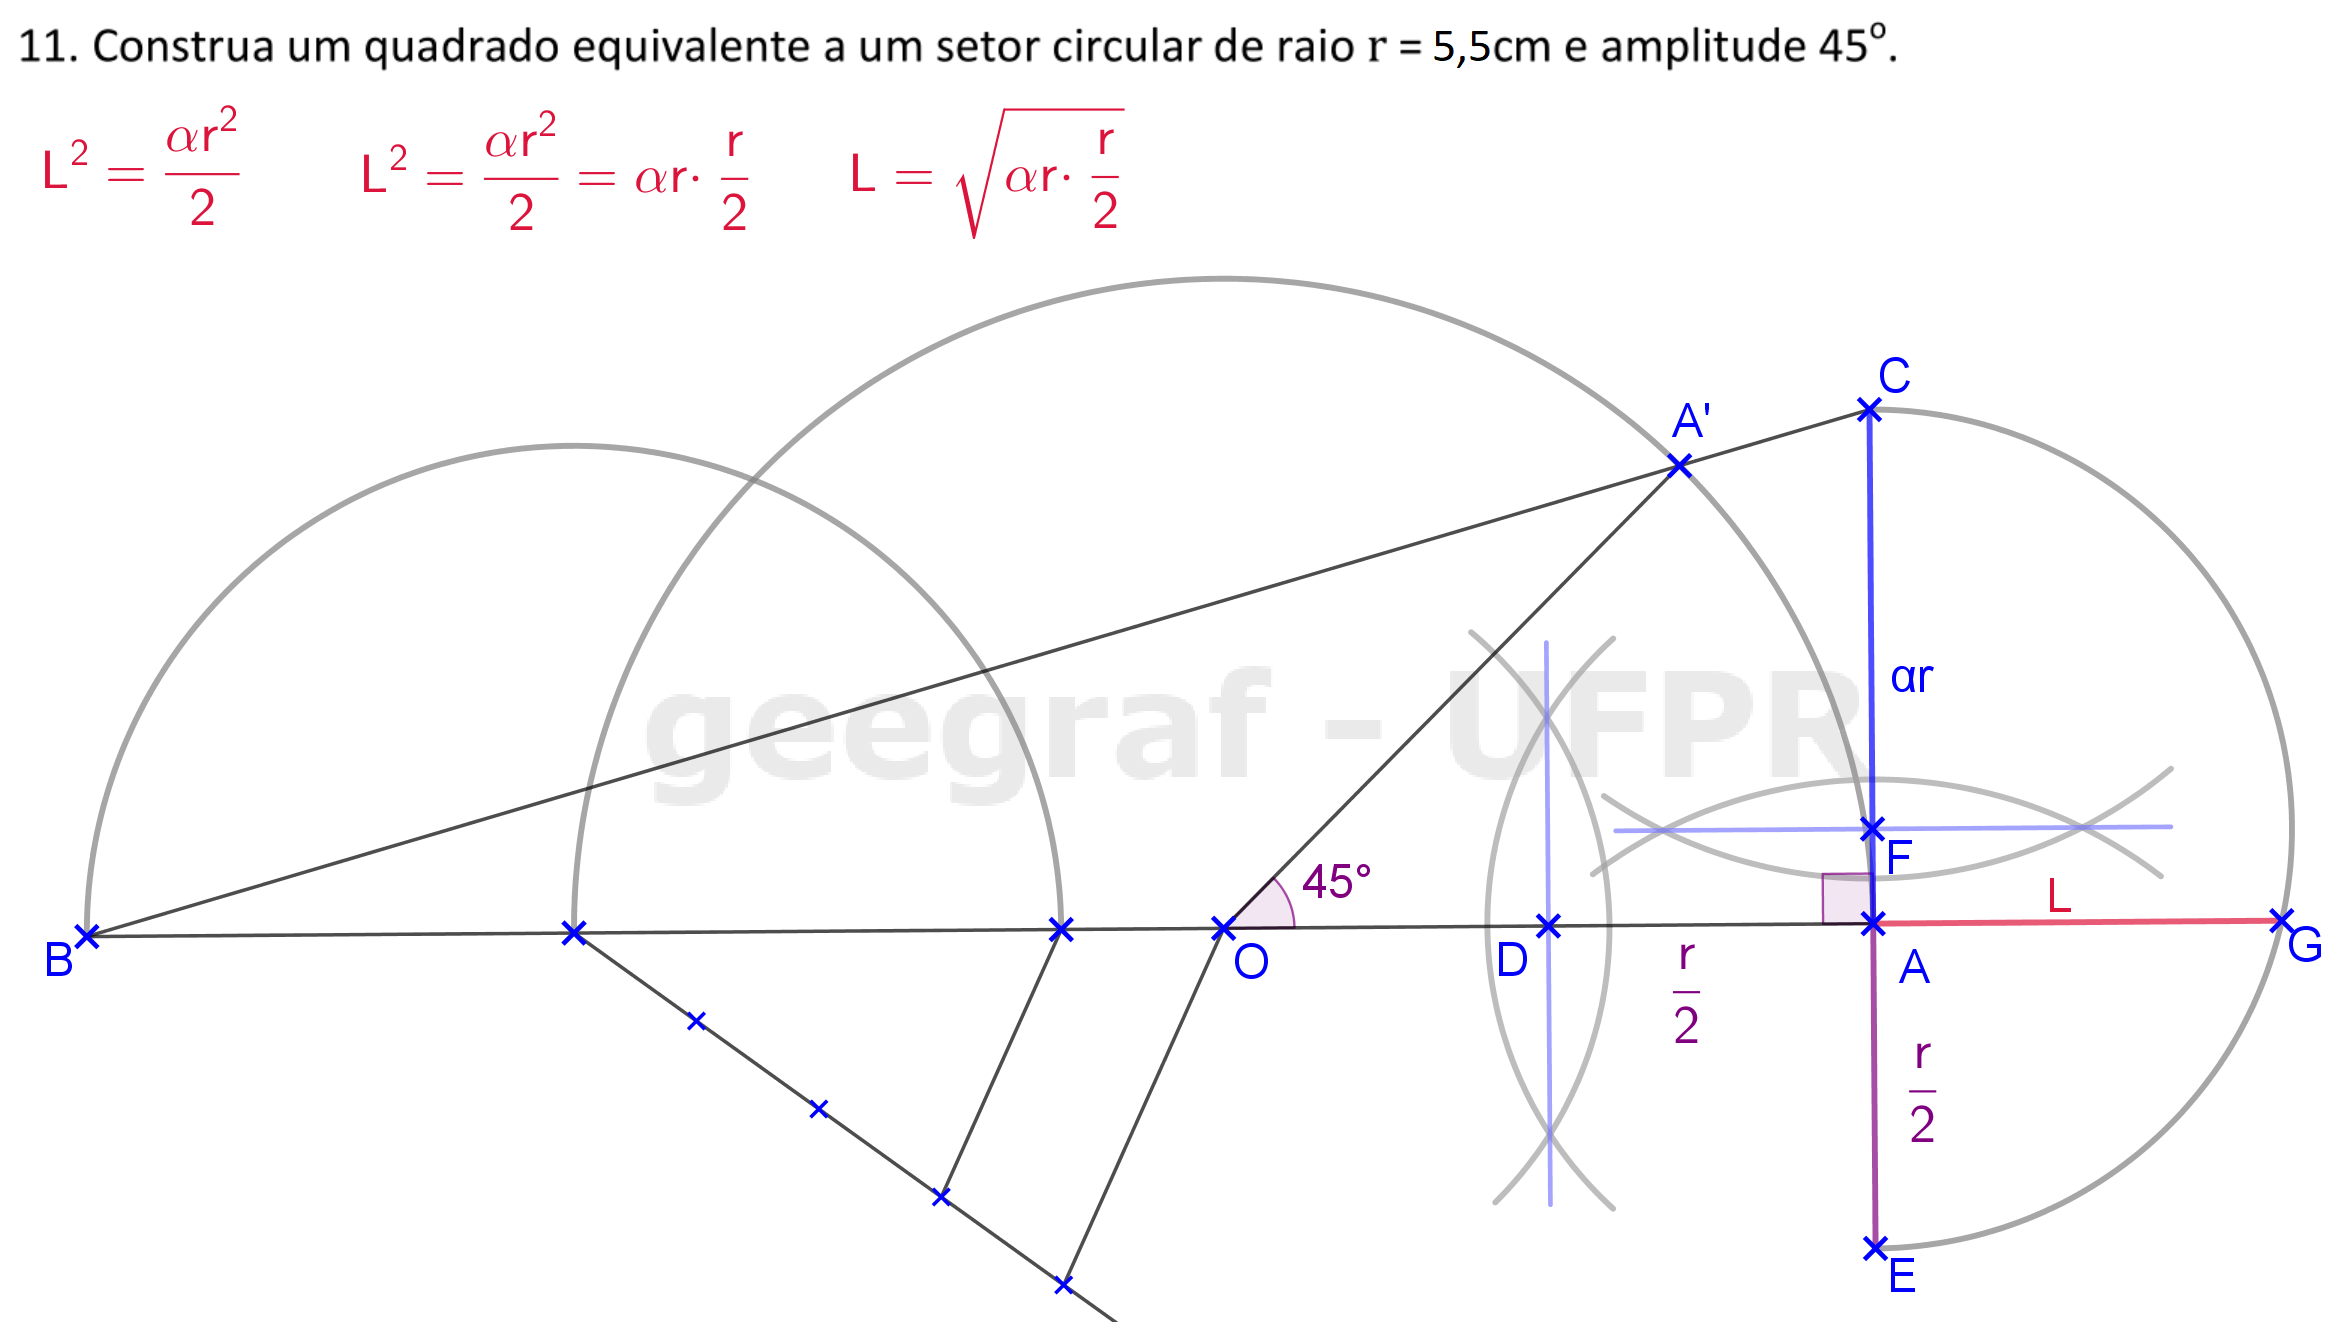 11. Construa um quadrado equivalente a um setor circular de raio r = 5,5cm e amplitude 45º.
L² = αr²/2    L² = αr²/2 = αr· r/2    L = √(αr· r/2)
C
A'
geegraf - UFPR
αr
45°
F
L
B
O
D
A
G
r/2
r/2
E